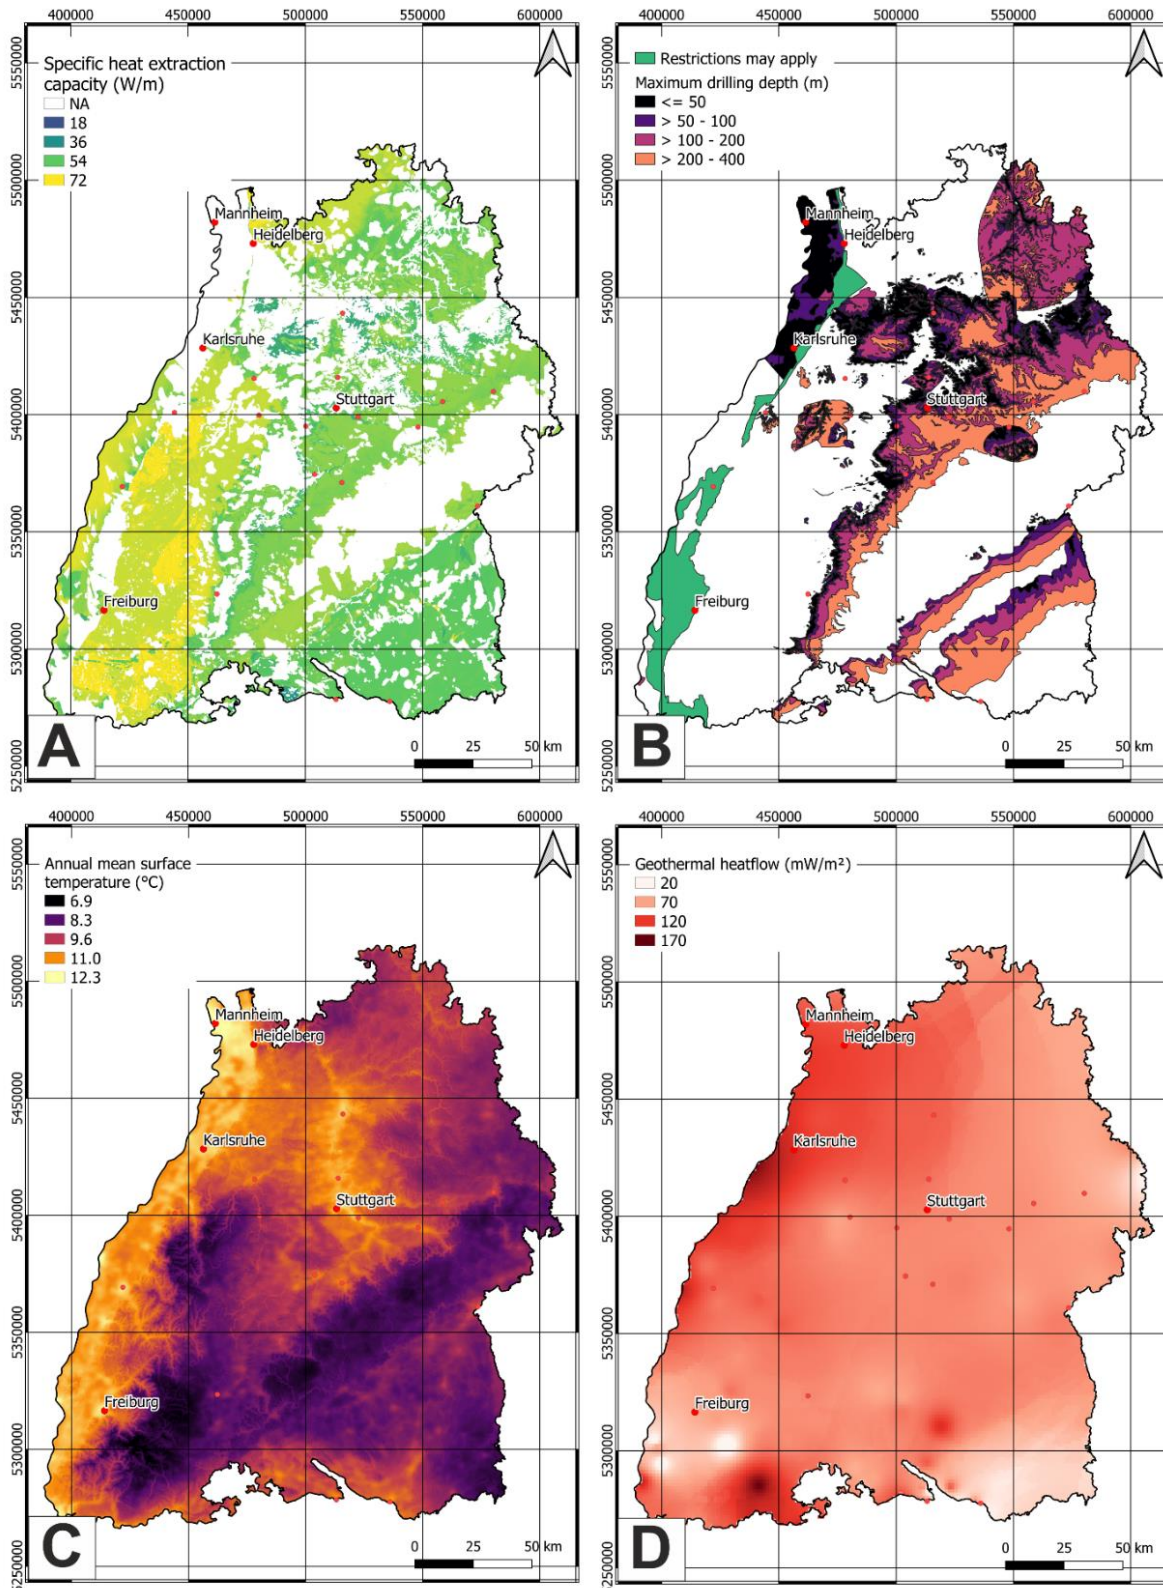 400000 450000 500000 550000 600000
Specific heat extraction
capacity (W/m)
NA
18
36
54
72
5550000
5500000
5450000
5400000
5350000
5300000
5250000
Mannheim
Heidelberg
Karlsruhe
Stuttgart
Freiburg
A
0 25 50 km
400000 450000 500000 550000 600000
Restrictions may apply
Maximum drilling depth (m)
<= 50
> 50 - 100
> 100 - 200
> 200 - 400
5550000
5500000
5450000
5400000
5350000
5300000
5250000
Mannheim
Heidelberg
Karlsruhe
Stuttgart
Freiburg
B
0 25 50 km
400000 450000 500000 550000 600000
Annual mean surface
temperature (°C)
6.9
8.3
9.6
11.0
12.3
5550000
5500000
5450000
5400000
5350000
5300000
5250000
Mannheim
Heidelberg
Karlsruhe
Stuttgart
Freiburg
C
0 25 50 km
400000 450000 500000 550000 600000
Geothermal heatflow (mW/m²)
20
70
120
170
5550000
5500000
5450000
5400000
5350000
5300000
5250000
Mannheim
Heidelberg
Karlsruhe
Stuttgart
Freiburg
D
0 25 50 km